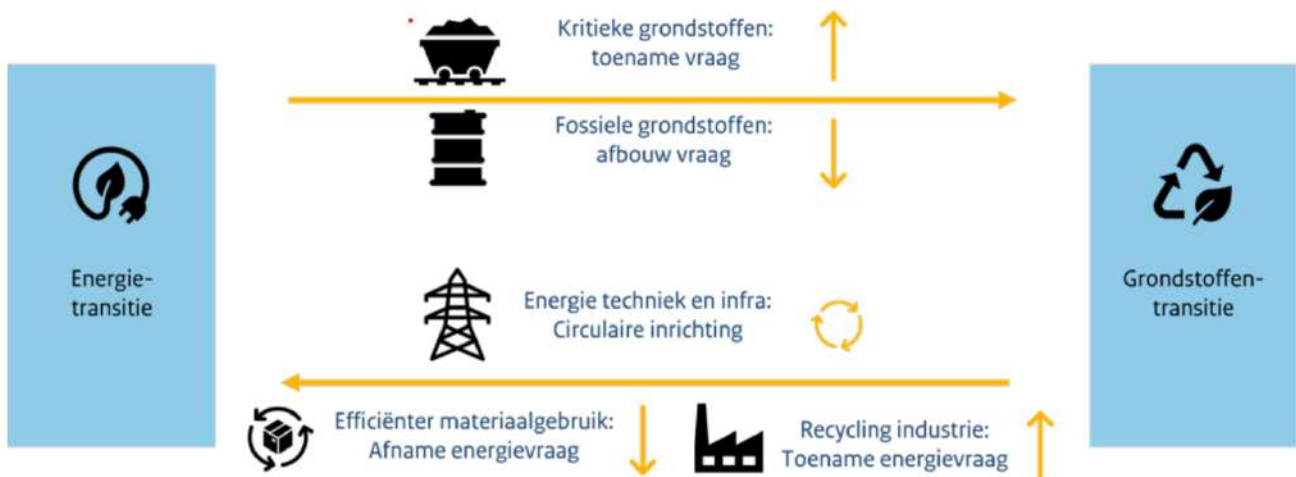 Kritieke grondstoffen:
toename vraag
Fossiele grondstoffen:
afbouw vraag
Energie-
transitie
Grondstoffen-
transitie
Energie techniek en infra:
Circulaire inrichting
Efficiënter materiaalgebruik:
Afname energievraag
Recycling industrie:
Toename energievraag